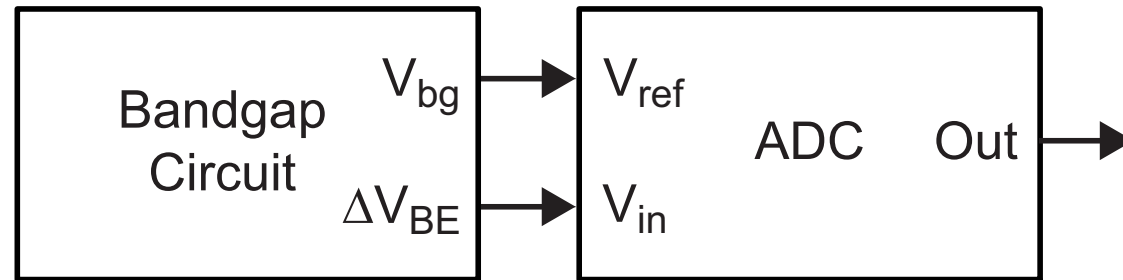 Bandgap
Circuit
V_bg
ΔV_BE
V_ref
V_in
ADC
Out